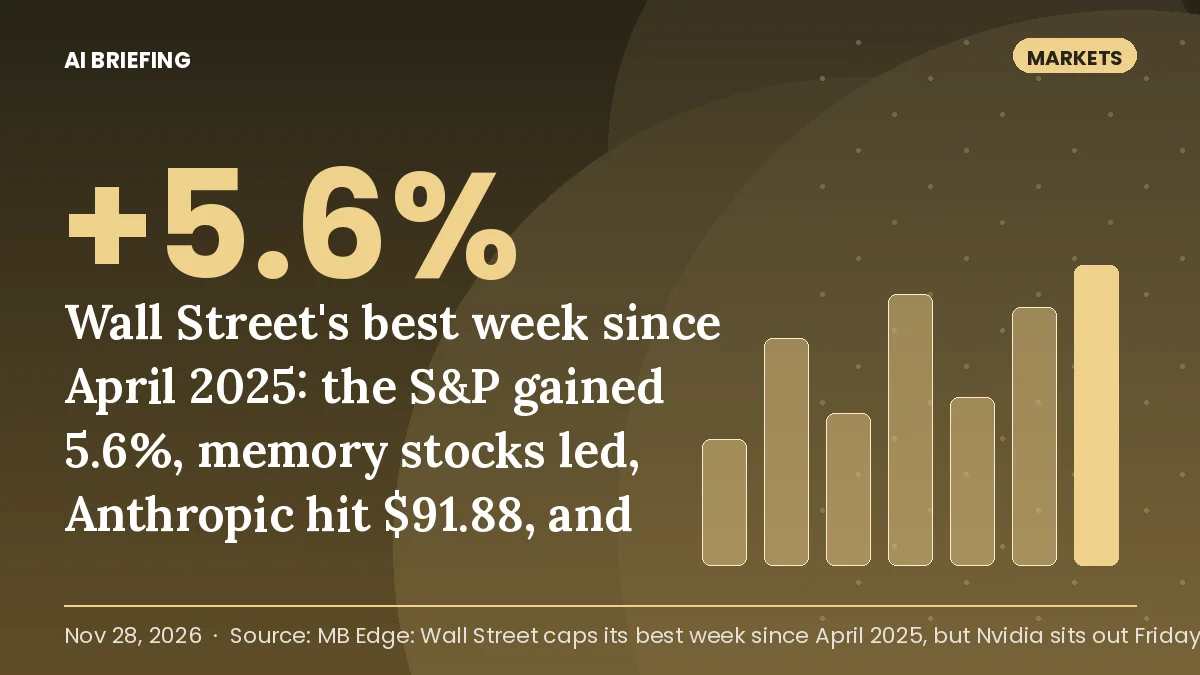 AI BRIEFING
MARKETS
+5.6%
Wall Street's best week since
April 2025: the S&P gained
5.6%, memory stocks led,
Anthropic hit $91.88, and
Nov 28, 2026 · Source: MB Edge: Wall Street caps its best week since April 2025, but Nvidia sits out Friday